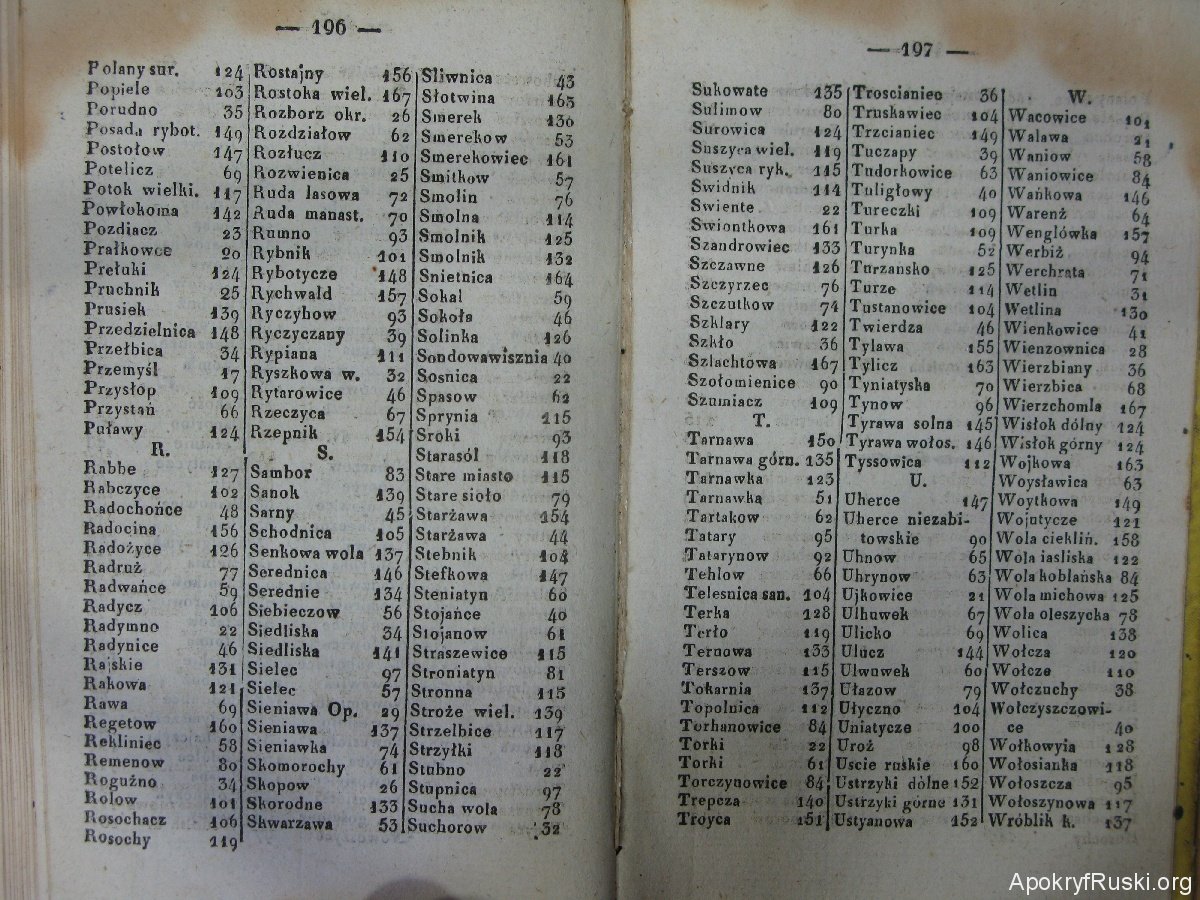 — 196 —
Polany sur. 124
Popiele 103
Porudno 35
Posada rybot. 149
Postołow 147
Potelicz 69
Potok wielki. 117
Powłokoma 142
Pozdiacz 23
Prałkowce 20
Prełuki 124
Pruchnik 25
Prusiek 139
Przedzielnica 148
Przełbica 34
Przemyśl 17
Przysłop 109
Przystań 66
Puławy 124
R.
Rabbe 127
Rabczyce 102
Radochońce 48
Radocina 156
Radożyce 126
Radruż 77
Radwańce 59
Radycz 106
Radymno 22
Radynice 46
Rajskie 131
Rakowa 121
Rawa 69
Regetow 160
Rekliniec 58
Remenow 80
Roguźno 34
Rolow 101
Rosochacz 106
Rosochy 119
Rostajny 156
Rostoka wiel. 167
Rozborz okr. 26
Rozdziałow 62
Rozłucz 110
Rozwienica 25
Ruda lasowa 72
Ruda manast. 70
Rumno 93
Rybnik 101
Rybotycze 148
Rychwald 157
Ryczyhow 93
Ryczyczany 39
Rypiana 111
Ryszkowa w. 32
Rytarowice 46
Rzeczyca 67
Rzepnik 154
S.
Sambor 83
Sanok 139
Sarny 45
Schodnica 105
Senkowa wola 137
Serednica 146
Serednie 134
Siebieczow 56
Siedliska 34
Siedliska 141
Sielec 97
Sielec 57
Sieniawa Op. 29
Sieniawa 137
Sieniawka 74
Skomorochy 61
Skopow 26
Skorodne 133
Skwarzawa 53
Sliwnica 43
Słotwina 163
Smerek 130
Smerekow 53
Smerekowiec 161
Smitkow 57
Smolin 76
Smolna 114
Smolnik 125
Smolnik 132
Snietnica 164
Sokal 59
Sokoła 46
Solinka 126
Sondowawisznia 40
Sosnica 22
Spasow 62
Sprynia 115
Sroki 93
Starasól 118
Stare miasto 115
Stare sioło 79
Starżawa 154
Starżawa 44
Stebnik 104
Stefkowa 147
Steniatyn 60
Stojańce 40
Stojanow 61
Straszewice 115
Stroniatyn 81
Stronna 115
Stroże wiel. 139
Strzelbice 117
Strzyłki 118
Stubno 22
Stupnica 97
Sucha wola 78
Suchorow 32
— 197 —
Sukowate 135
Sulimow 80
Surowica 124
Suszyca wiel. 119
Suszyca ryk. 115
Swidnik 114
Swiente 22
Swiontkowa 161
Szandrowiec 133
Szczawne 126
Szczyrzec 76
Szczutkow 74
Szklary 122
Szkło 36
Szlachtowa 167
Szołomienice 90
Szumiacz 109
T.
Tarnawa 150
Tarnawa górn. 135
Tarnawka 123
Tarnawka 51
Tartakow 62
Tatary 95
Tatarynow 92
Tehlow 66
Telesnica san. 104
Terka 128
Terło 119
Ternowa 133
Terszow 115
Tokarnia 137
Topolnica 112
Torhanowice 84
Torki 22
Torki 61
Torczynowice 84
Trepcza 140
Troyca 151
Troscianiec 36
Truskawiec 104
Trzcianiec 149
Tuczapy 39
Tudorkowice 63
Tuligłowy 40
Tureczki 109
Turka 109
Turynka 52
Turzansko 125
Turze 114
Tustanowice 104
Twierdza 46
Tylawa 155
Tylicz 163
Tyniatyska 70
Tynow 96
Tyrawa solna 145
Tyrawa wołos. 146
Tyssowica 112
U.
Uherce 147
Uherce niezabi-
towskie 90
Uhnow 65
Uhrynow 63
Ujkowice 21
Ulhuwek 67
Ulicko 69
Ulucz 144
Ulwuwek 60
Ułazow 79
Ułyczno 104
Uniatycze 100
Uroż 98
Uscie ruskie 160
Ustrzyki dólne 152
Ustrzyki górne 131
Ustyanowa 152
W.
Wacowice 101
Walawa 21
Waniow 58
Waniowice 84
Wańkowa 146
Warenż 64
Wenglówka 157
Werbiż 94
Werchrata 71
Wetlin 31
Wetlina 130
Wienkowice 41
Wienzownica 28
Wierzbiany 36
Wierzbica 68
Wierzchomla 167
Wisłok dólny 124
Wisłok górny 124
Wojkowa 163
Woysławica 63
Woytkowa 149
Wojutycze 121
Wola ciekliń. 158
Wola iasliska 122
Wola koblańska 84
Wola michowa 125
Wola oleszycka 78
Wolica 138
Wołcza 120
Wołcze 110
Wołczuchy 38
Wołczyszczowi-
ce 40
Wołkowyia 128
Wołosianka 118
Wołoszcza 95
Wołoszynowa 117
Wróblik k. 137
ApokryfRuski.org